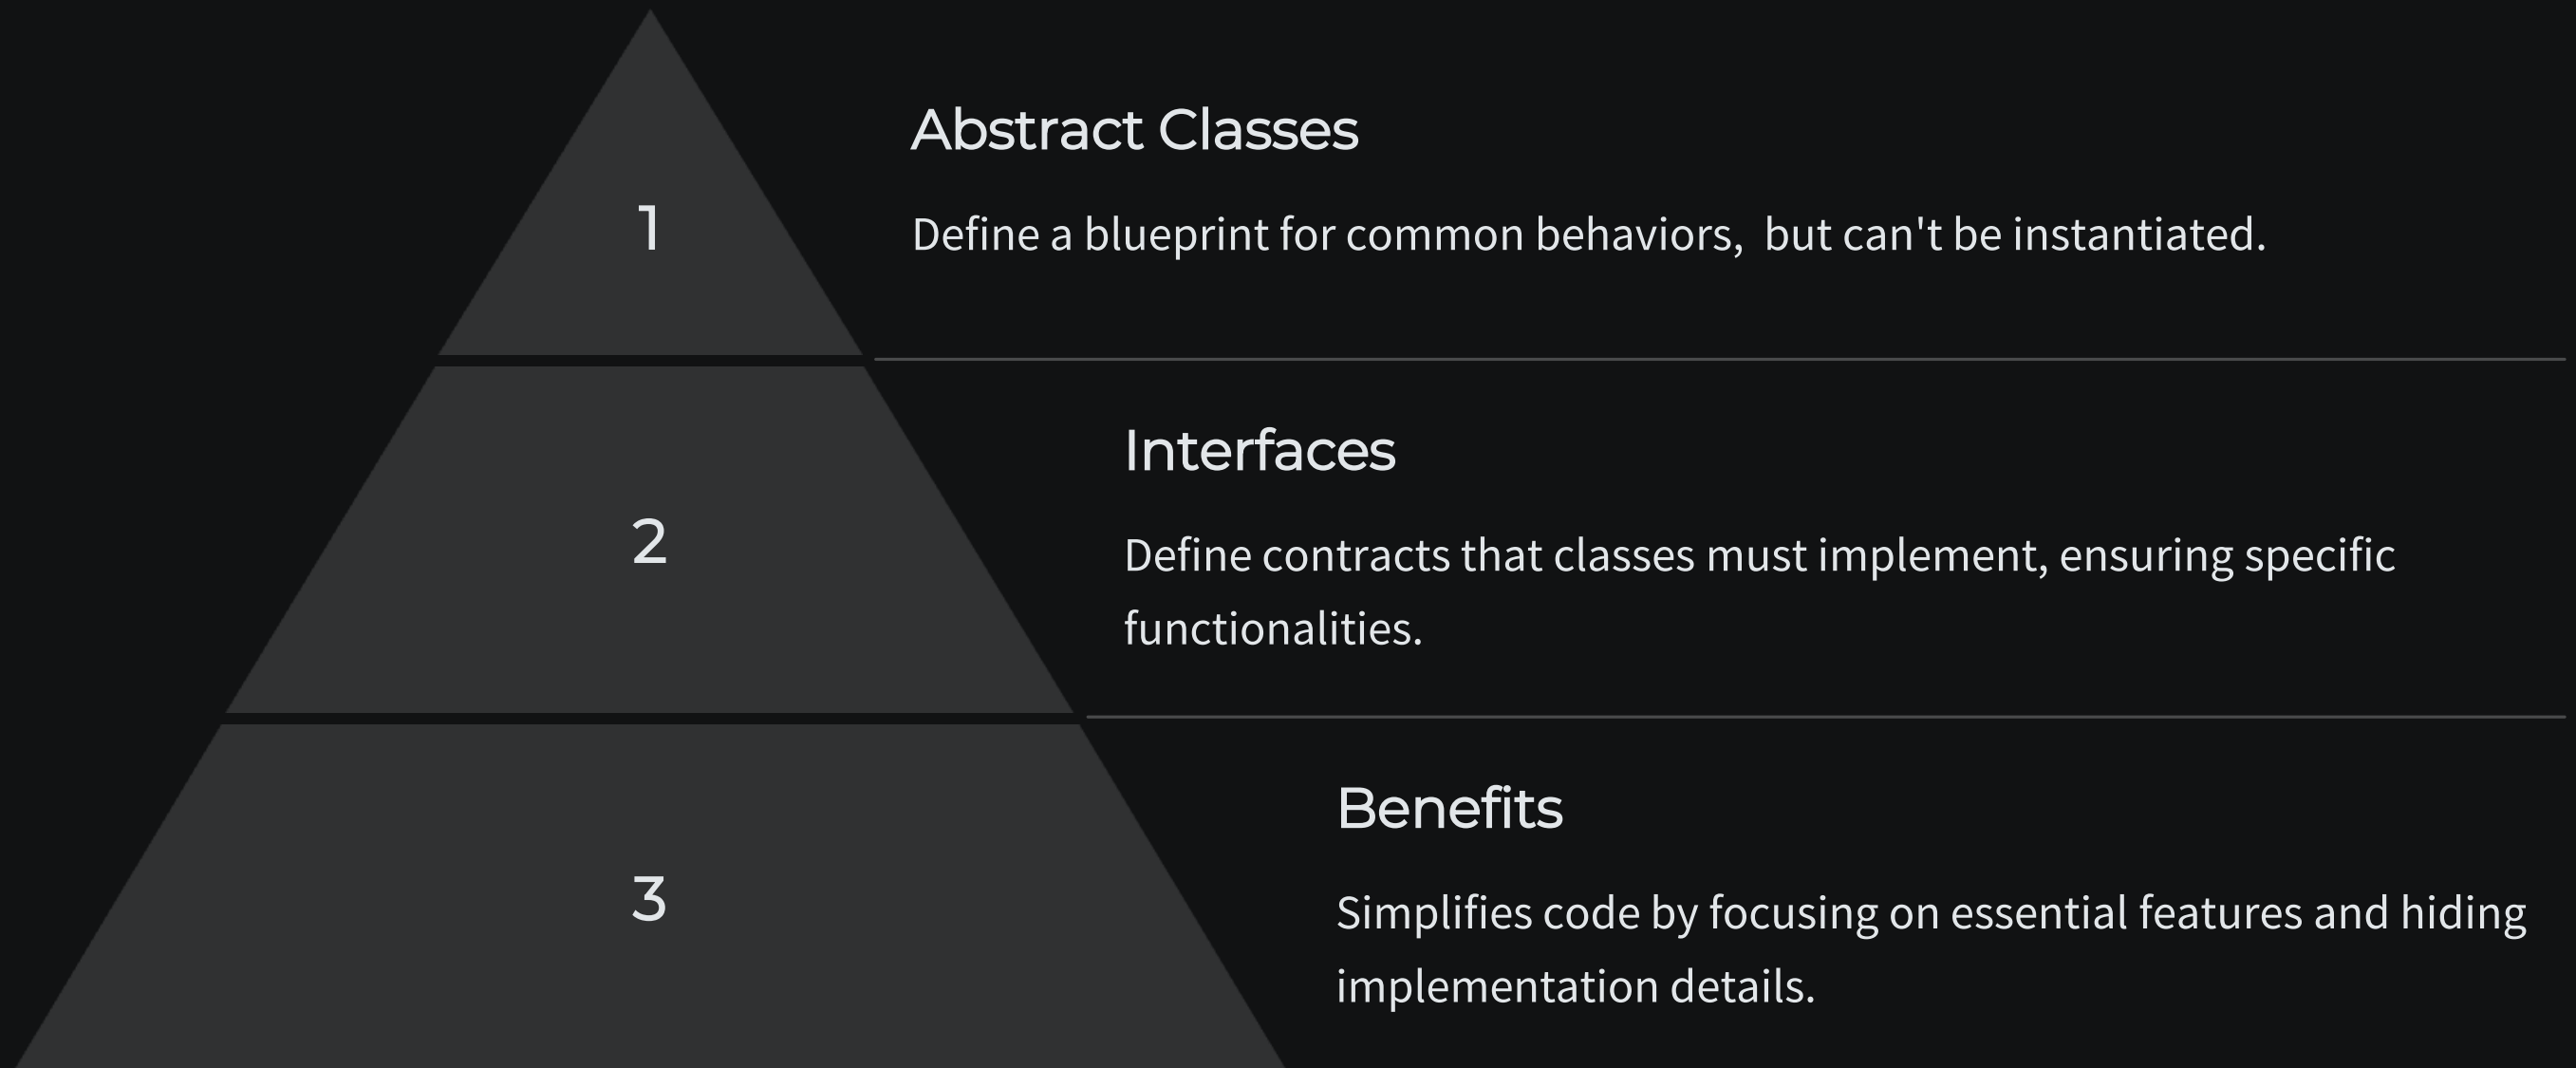 1
Abstract Classes
Define a blueprint for common behaviors,  but can't be instantiated.
2
Interfaces
Define contracts that classes must implement, ensuring specific
functionalities.
3
Benefits
Simplifies code by focusing on essential features and hiding
implementation details.